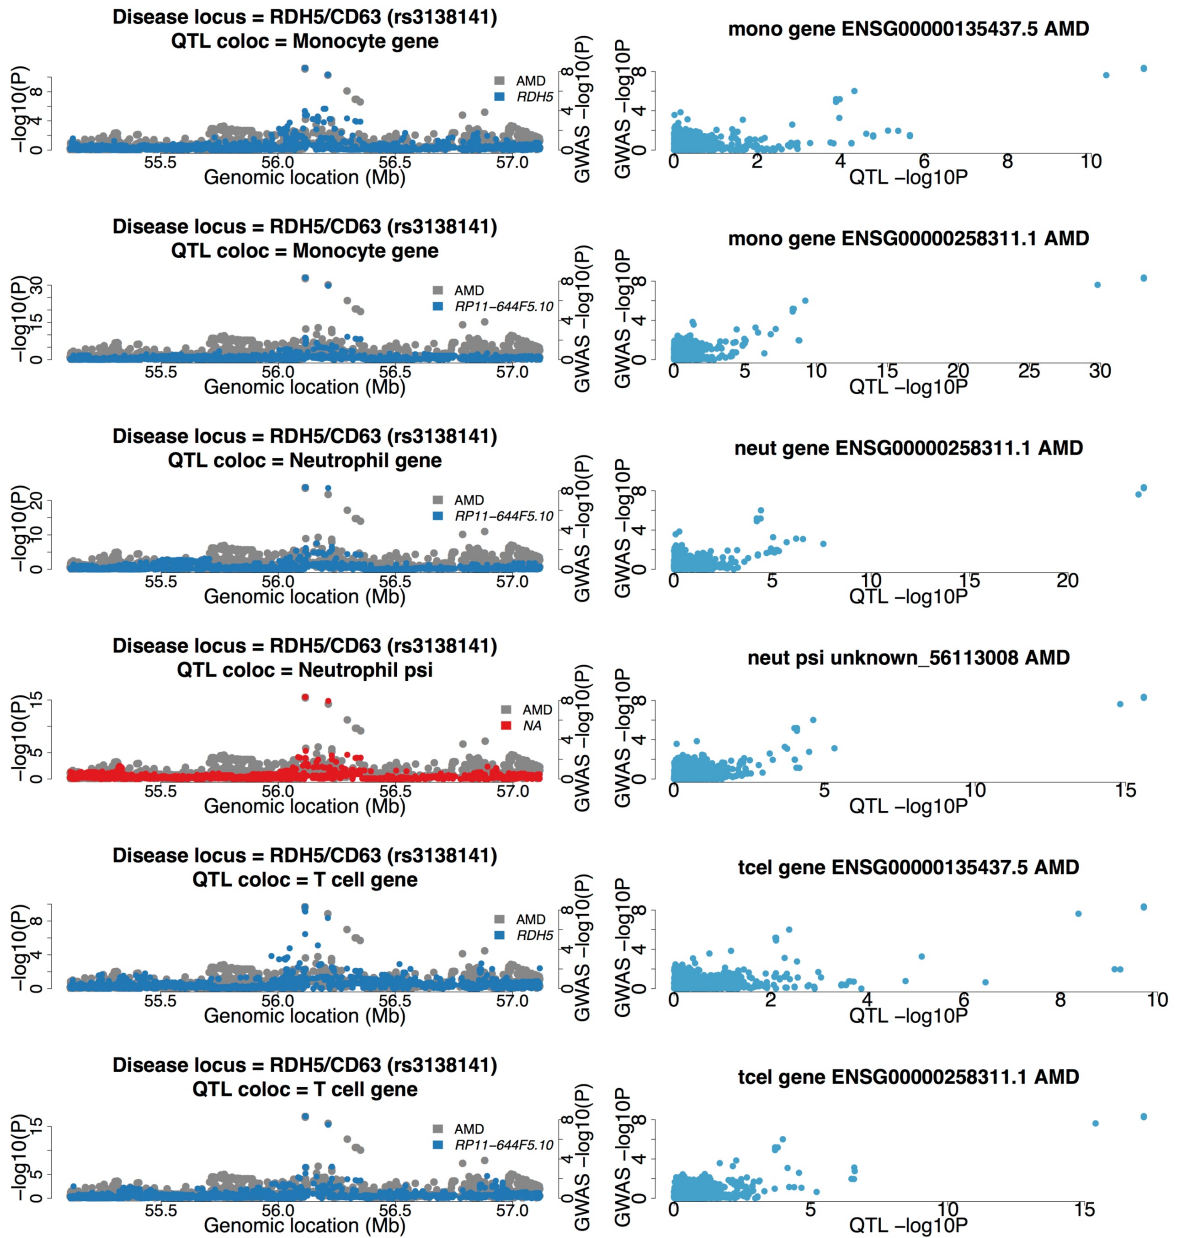 Disease locus = RDH5/CD63 (rs3138141)
QTL coloc = Monocyte gene
−log10(P)
0 4 8
AMD
RDH5
GWAS −log10(P)
0 4 8
55.5 56.0 56.5 57.0
Genomic location (Mb)
mono gene ENSG00000135437.5 AMD
GWAS −log10P
0 4 8
0 2 4 6 8 10
QTL −log10P
Disease locus = RDH5/CD63 (rs3138141)
QTL coloc = Monocyte gene
−log10(P)
0 15 30
AMD
RP11−644F5.10
GWAS −log10(P)
0 4 8
55.5 56.0 56.5 57.0
Genomic location (Mb)
mono gene ENSG00000258311.1 AMD
GWAS −log10P
0 4 8
0 5 10 15 20 25 30
QTL −log10P
Disease locus = RDH5/CD63 (rs3138141)
QTL coloc = Neutrophil gene
−log10(P)
0 10 20
AMD
RP11−644F5.10
GWAS −log10(P)
0 4 8
55.5 56.0 56.5 57.0
Genomic location (Mb)
neut gene ENSG00000258311.1 AMD
GWAS −log10P
0 4 8
0 5 10 15 20
QTL −log10P
Disease locus = RDH5/CD63 (rs3138141)
QTL coloc = Neutrophil psi
−log10(P)
0 5 15
AMD
NA
GWAS −log10(P)
0 4 8
55.5 56.0 56.5 57.0
Genomic location (Mb)
neut psi unknown_56113008 AMD
GWAS −log10P
0 4 8
0 5 10 15
QTL −log10P
Disease locus = RDH5/CD63 (rs3138141)
QTL coloc = T cell gene
−log10(P)
0 4 8
AMD
RDH5
GWAS −log10(P)
0 4 8
55.5 56.0 56.5 57.0
Genomic location (Mb)
tcel gene ENSG00000135437.5 AMD
GWAS −log10P
0 4 8
0 2 4 6 8 10
QTL −log10P
Disease locus = RDH5/CD63 (rs3138141)
QTL coloc = T cell gene
−log10(P)
0 5 15
AMD
RP11−644F5.10
GWAS −log10(P)
0 4 8
55.5 56.0 56.5 57.0
Genomic location (Mb)
tcel gene ENSG00000258311.1 AMD
GWAS −log10P
0 4 8
0 5 10 15
QTL −log10P